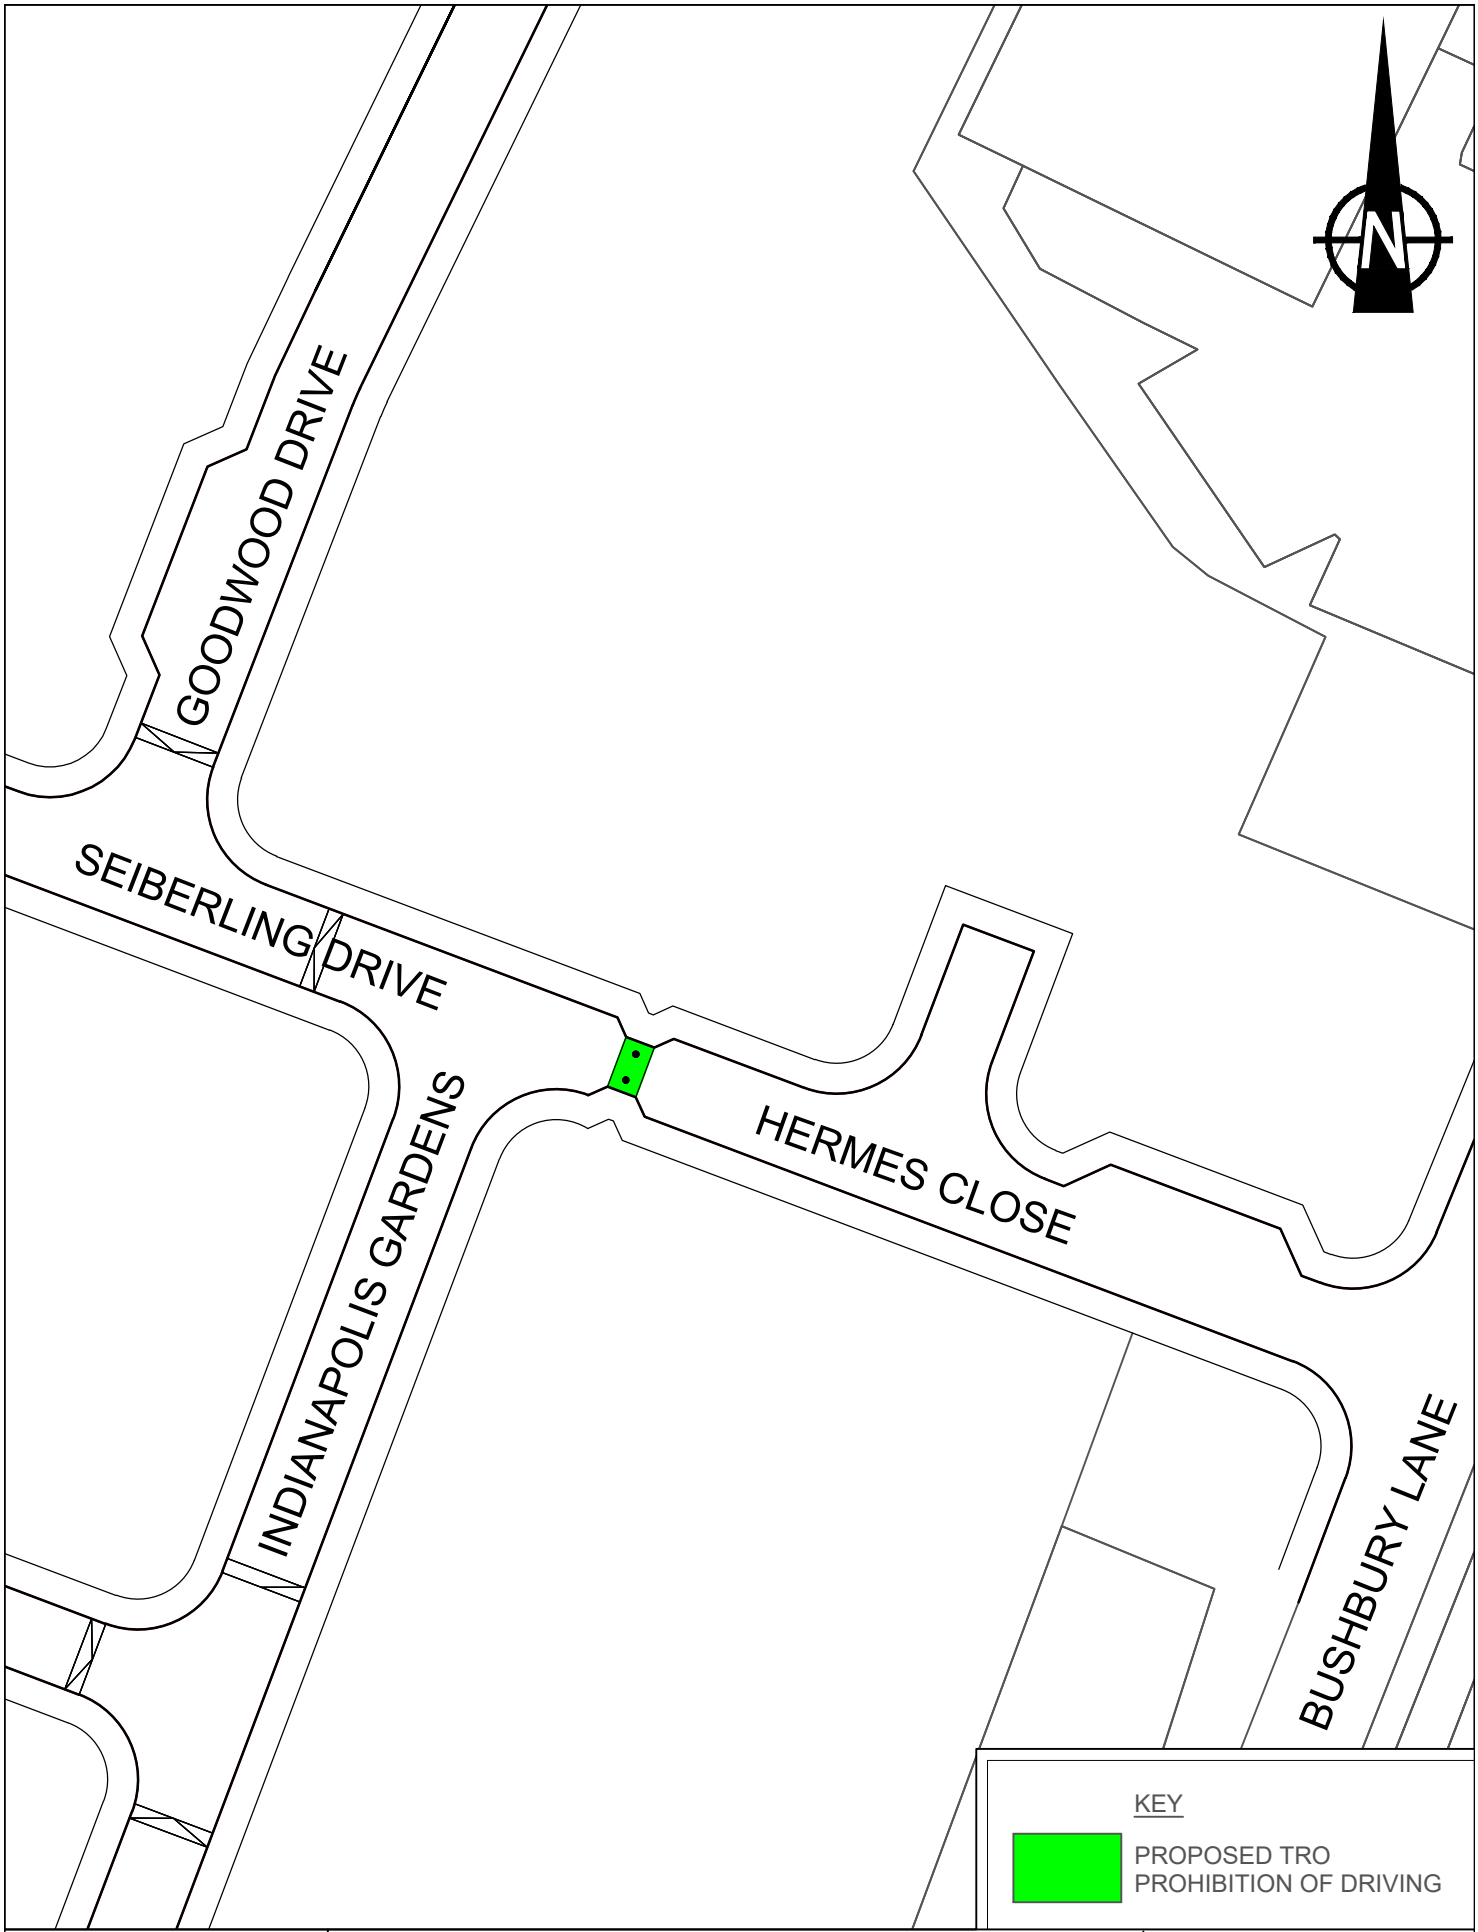 N
GOODWOOD DRIVE
SEIBERLING DRIVE
INDIANAPOLIS GARDENS
HERMES CLOSE
BUSHBURY LANE
KEY
PROPOSED TRO
PROHIBITION OF DRIVING